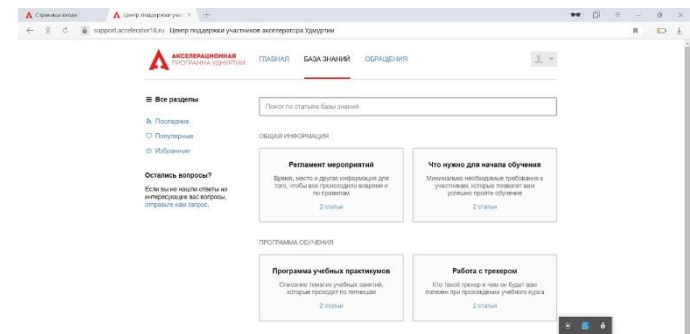 Страница входа
Центр поддержки уча
support.accelerator18.ru Центр поддержки участников акселератора Удмуртии
АКСЕЛЕРАЦИОННАЯ
ПРОГРАММА УДМУРТИИ
ГЛАВНАЯ БАЗА ЗНАНИЙ ОБРАЩЕНИЯ
Все разделы
Последние
Популярные
Избранные
Остались вопросы?
Если вы не нашли ответы на
интересующие вас вопросы,
отправьте нам запрос.
Поиск по статьям базы знаний
ОБЩАЯ ИНФОРМАЦИЯ
Регламент мероприятий
Время, место и другая информация для
того, чтобы все происходило вовремя и
по правилам
2 статьи
Что нужно для начала обучения
Минимально необходимые требования к
участникам, которые позволят вам
успешно пройти обучение
2 статьи
ПРОГРАММА ОБУЧЕНИЯ
Программа учебных практикумов
Описание тематик учебных занятий,
которые проходят по пятницам
2 статьи
Работа с трекером
Кто такой трекер и чем он будет вам
полезен при прохождении учебного курса
2 статьи